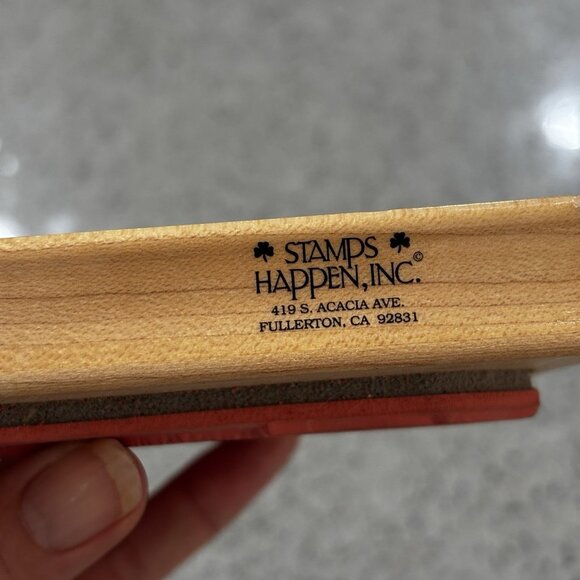 STAMPS
HAPPEN, INC.©
419 S. ACACIA AVE.
FULLERTON, CA 92831